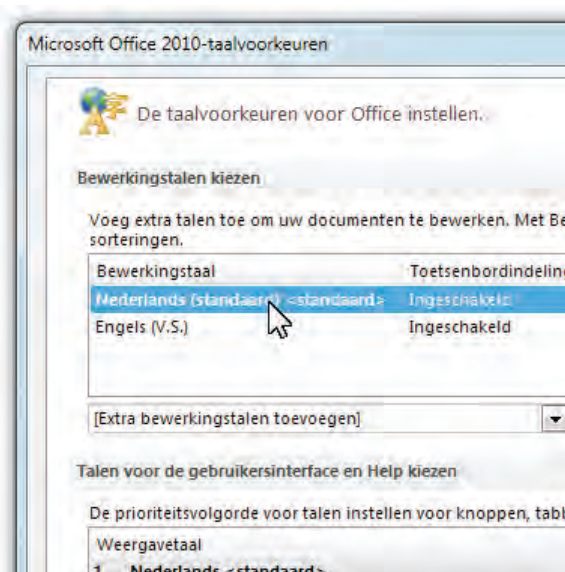 Microsoft Office 2010-taalvoorkeuren
De taalvoorkeuren voor Office instellen.
Bewerkingstalen kiezen
Voeg extra talen toe om uw documenten te bewerken. Met Be
sorteringen.
Bewerkingstaal Toetsenbordindeling
Nederlands (standaard) <standaard> Ingeschakeld
Engels (V.S.) Ingeschakeld
[Extra bewerkingstalen toevoegen]
Talen voor de gebruikersinterface en Help kiezen
De prioriteitsvolgorde voor talen instellen voor knoppen, tabb
Weergavetaal
1. Nederlands <standaard>